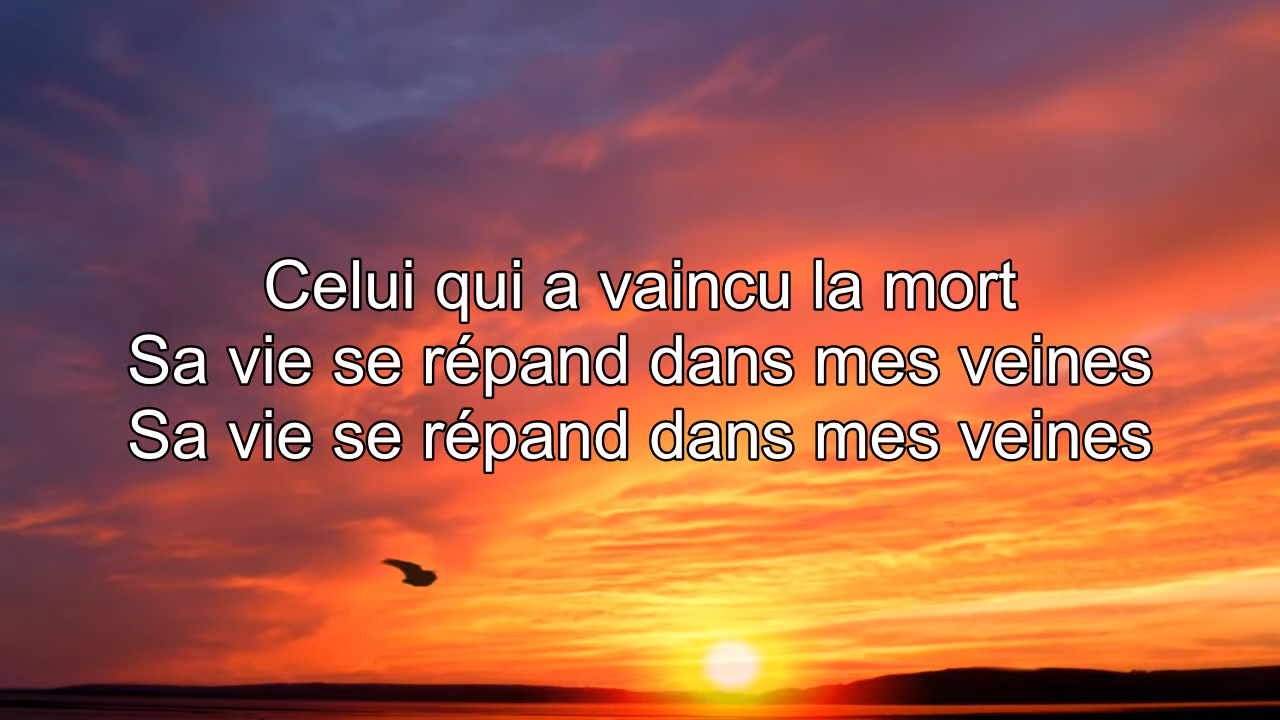 Celui qui a vaincu la mort
Sa vie se répand dans mes veines
Sa vie se répand dans mes veines